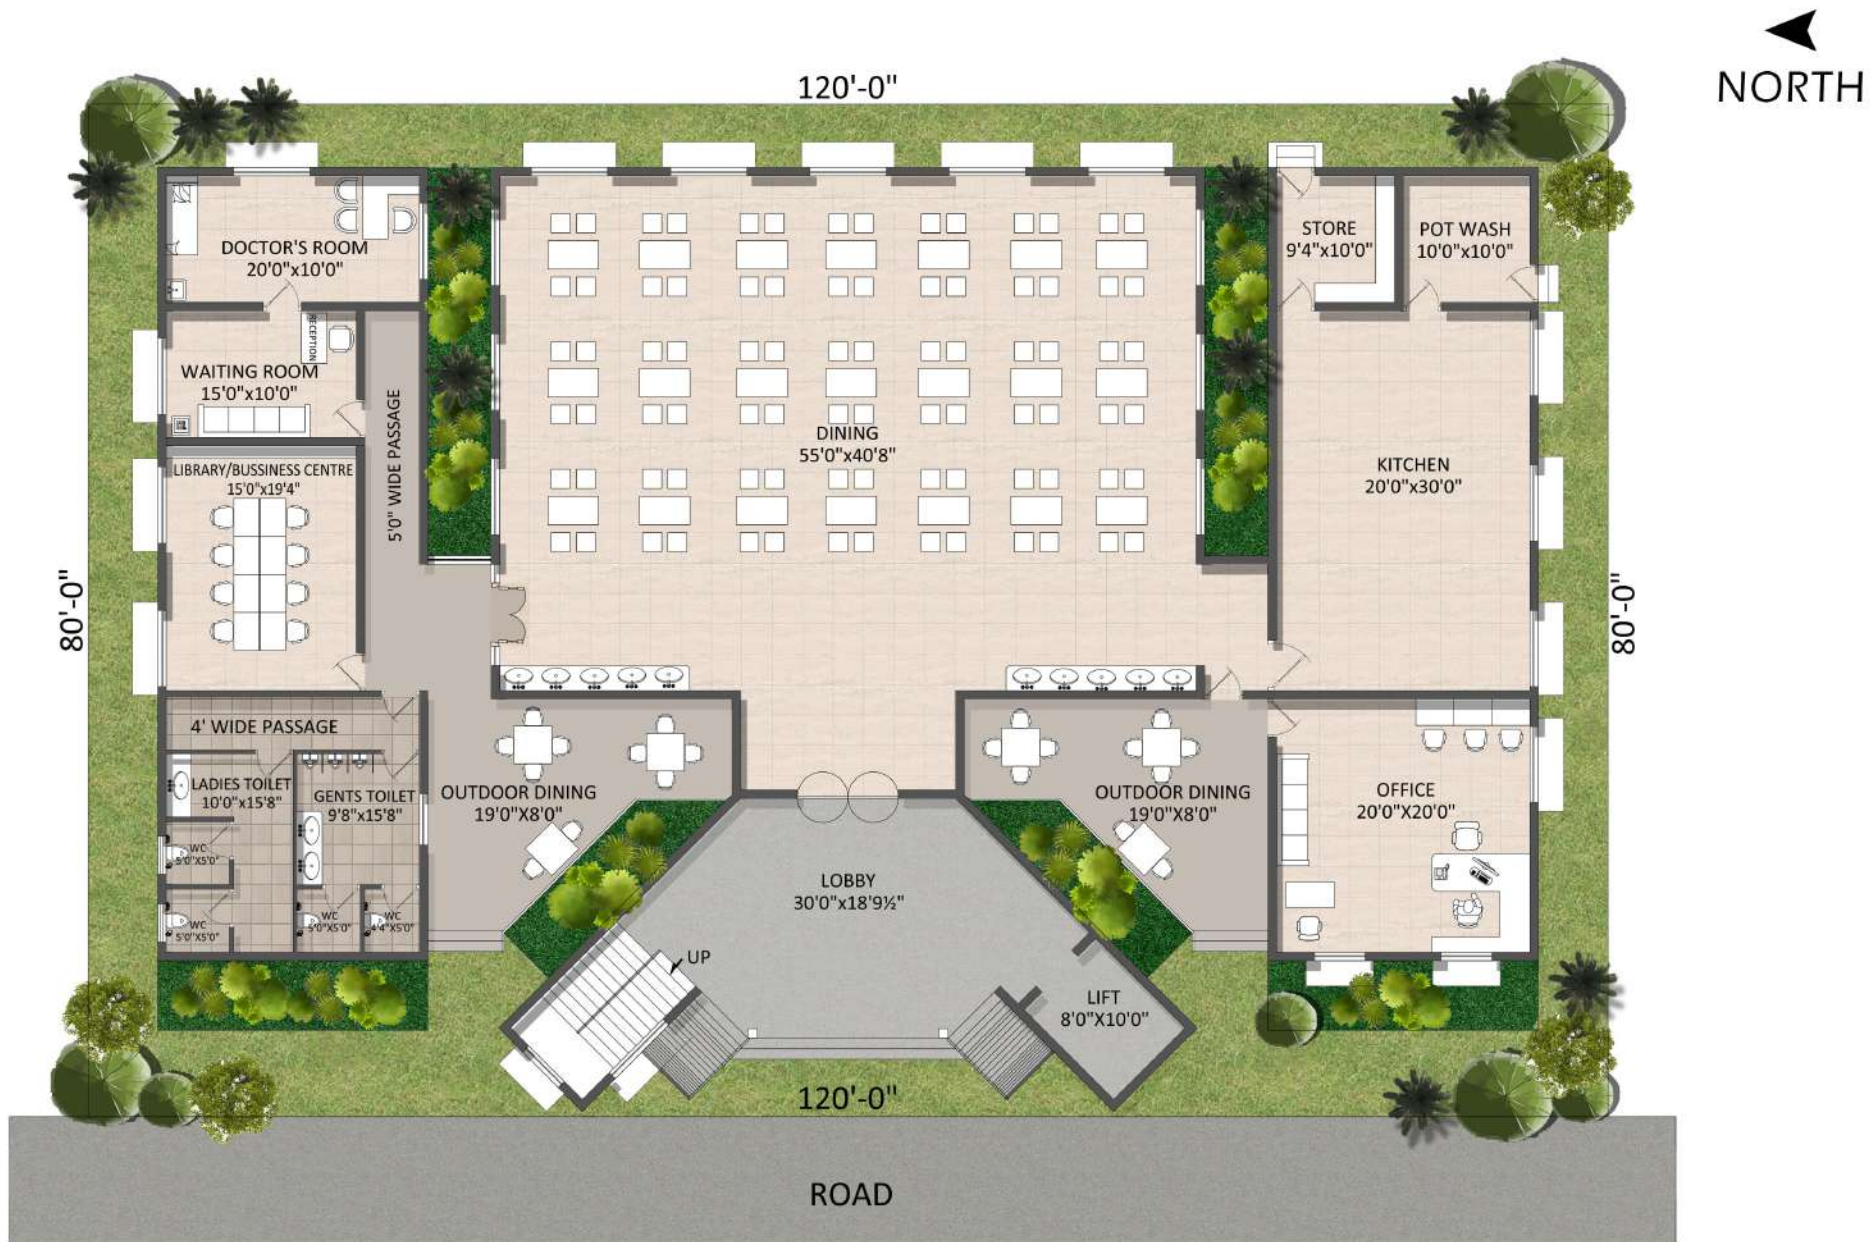 NORTH
120'-0"
DOCTOR'S ROOM
20'0"x10'0"
STORE
9'4"x10'0"
POT WASH
10'0"x10'0"
RECEPTION
WAITING ROOM
15'0"x10'0"
5'0" WIDE PASSAGE
DINING
55'0"x40'8"
LIBRARY/BUSSINESS CENTRE
15'0"x19'4"
KITCHEN
20'0"x30'0"
80'-0"
80'-0"
4' WIDE PASSAGE
LADIES TOILET
10'0"x15'8"
GENTS TOILET
9'8"x15'8"
OUTDOOR DINING
19'0"X8'0"
OUTDOOR DINING
19'0"X8'0"
OFFICE
20'0"X20'0"
WC
5'0"X5'0"
LOBBY
30'0"x18'9½"
WC
5'0"X5'0"
WC
5'0"X5'0"
WC
4'4"X5'0"
UP
LIFT
8'0"X10'0"
120'-0"
ROAD